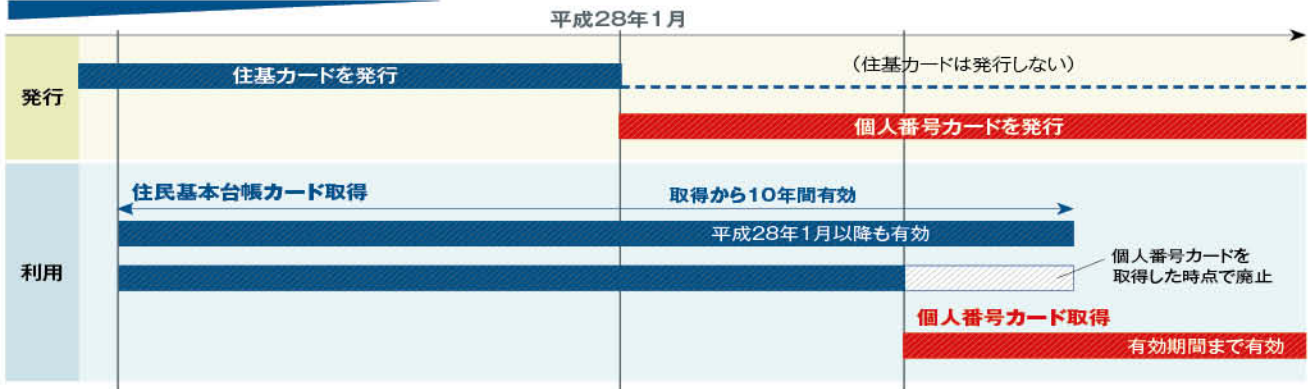 平成28年1月
発行
住基カードを発行
（住基カードは発行しない）
個人番号カードを発行
利用
住民基本台帳カード取得
取得から10年間有効
平成28年1月以降も有効
個人番号カードを
取得した時点で廃止
個人番号カード取得
有効期間まで有効